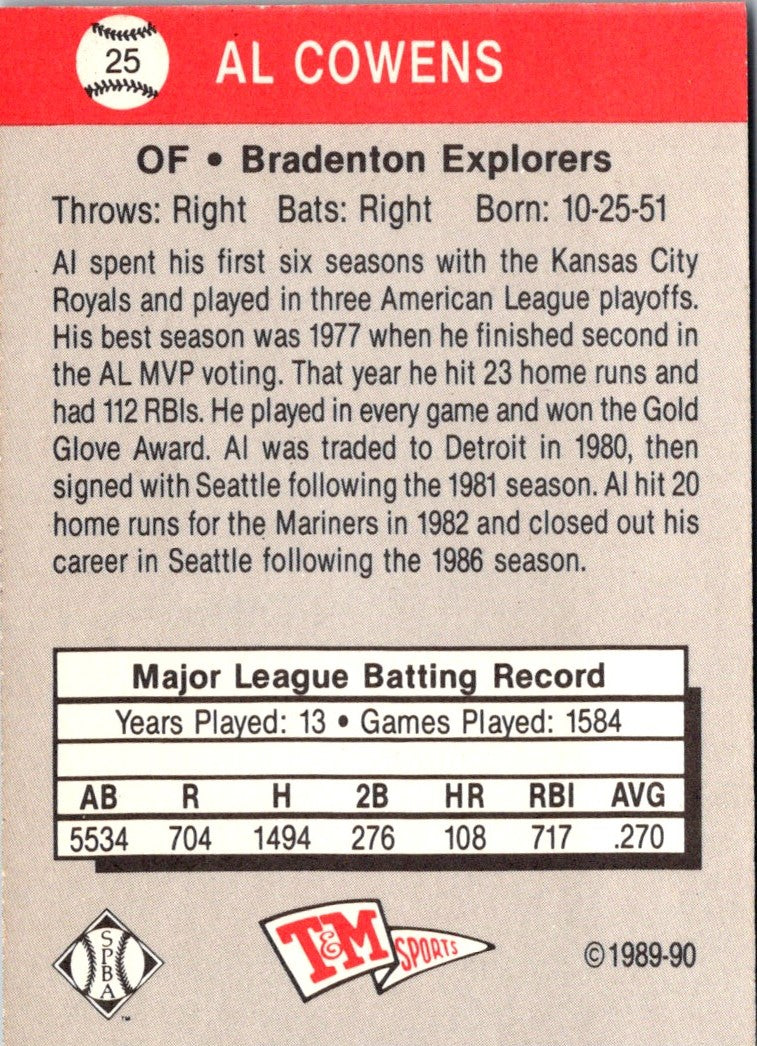 25
AL COWENS
OF • Bradenton Explorers
Throws: Right Bats: Right Born: 10-25-51
Al spent his first six seasons with the Kansas City
Royals and played in three American League playoffs.
His best season was 1977 when he finished second in
the AL MVP voting. That year he hit 23 home runs and
had 112 RBIs. He played in every game and won the Gold
Glove Award. Al was traded to Detroit in 1980, then
signed with Seattle following the 1981 season. Al hit 20
home runs for the Mariners in 1982 and closed out his
career in Seattle following the 1986 season.
Major League Batting Record
Years Played: 13 • Games Played: 1584
AB R H 2B HR RBI AVG
5534 704 1494 276 108 717 .270
SPBA
™
T&M SPORTS
©1989-90